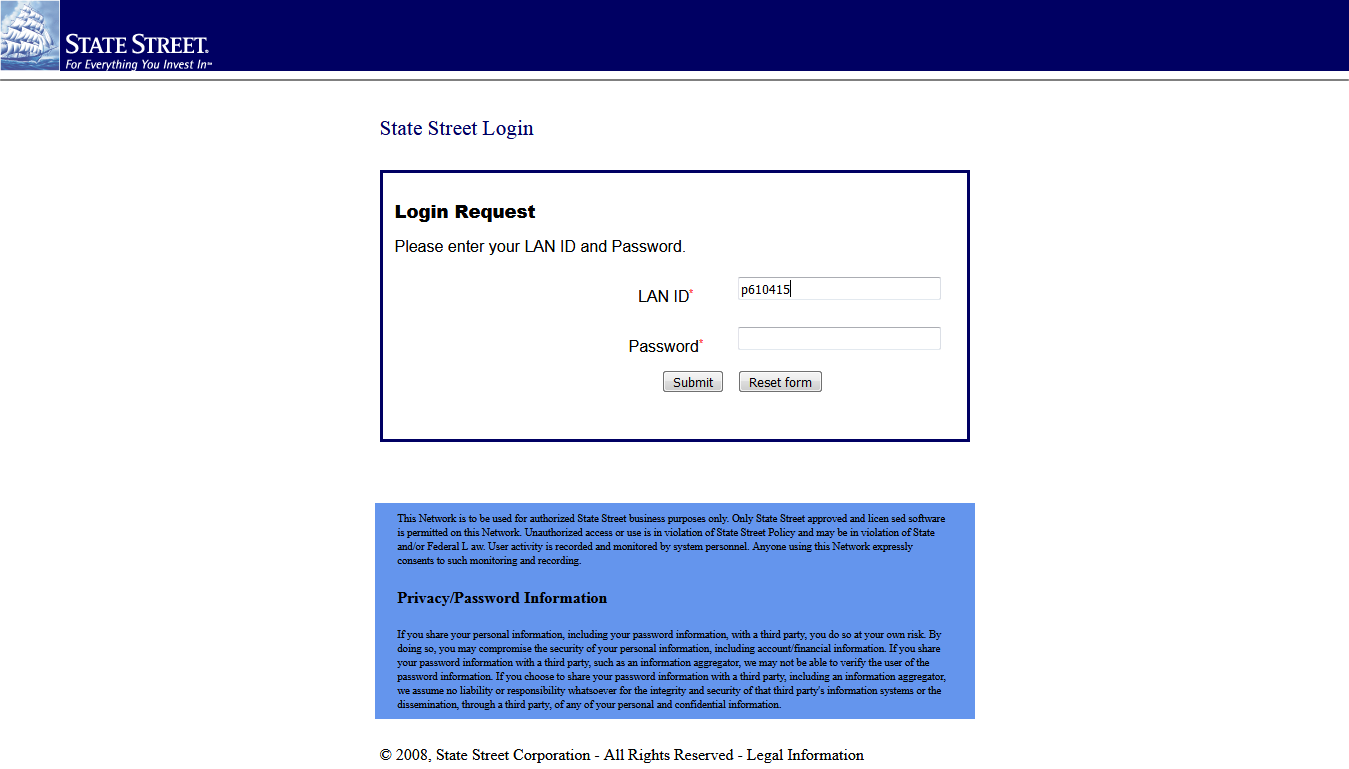 STATE STREET.
For Everything You Invest In℠
State Street Login
Login Request
Please enter your LAN ID and Password.
LAN ID*
p610415
Password*
Submit Reset form
This Network is to be used for authorized State Street business purposes only. Only State Street approved and licen sed software
is permitted on this Network. Unauthorized access or use is in violation of State Street Policy and may be in violation of State
and/or Federal L aw. User activity is recorded and monitored by system personnel. Anyone using this Network expressly
consents to such monitoring and recording.
Privacy/Password Information
If you share your personal information, including your password information, with a third party, you do so at your own risk. By
doing so, you may compromise the security of your personal information, including account/financial information. If you share
your password information with a third party, such as an information aggregator, we may not be able to verify the user of the
password information. If you choose to share your password information with a third party, including an information aggregator,
we assume no liability or responsibility whatsoever for the integrity and security of that third party's information systems or the
dissemination, through a third party, of any of your personal and confidential information.
© 2008, State Street Corporation - All Rights Reserved - Legal Information